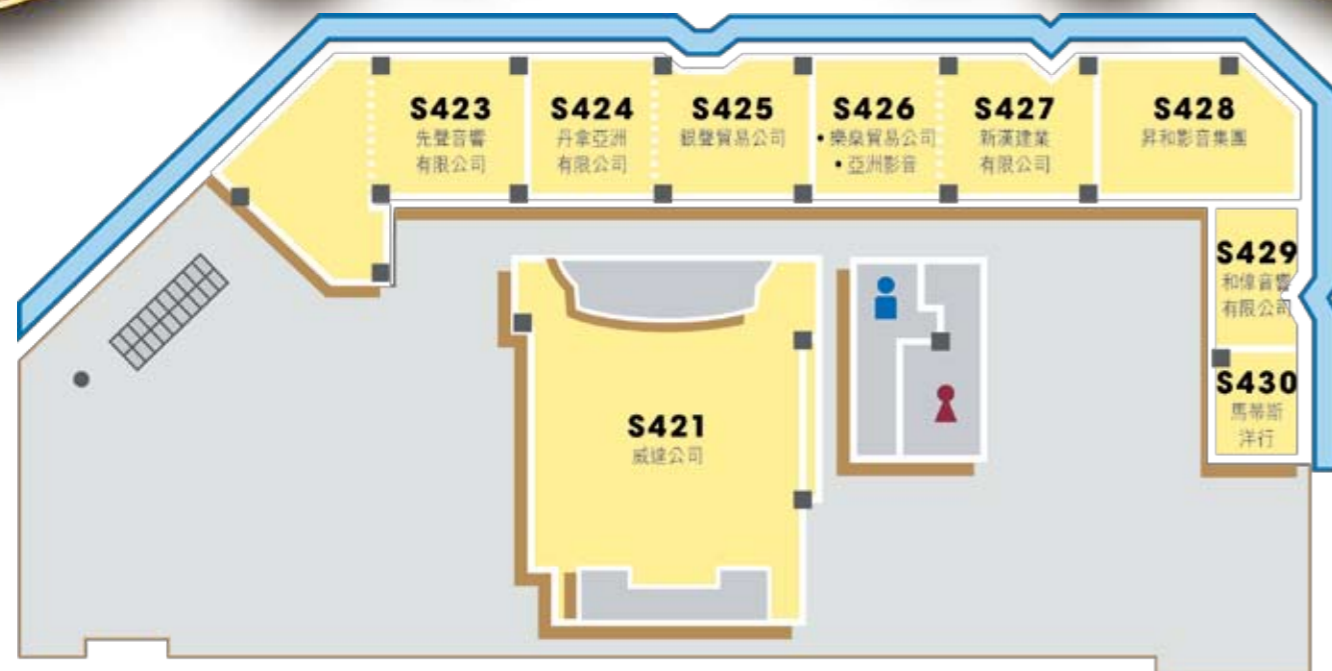 S423
先聲音響
有限公司
S424
丹拿亞洲
有限公司
S425
銀聲貿易公司
S426
•樂燊貿易公司
•亞洲影音
S427
新漢建業
有限公司
S428
昇和影音集團
S429
和偉音響
有限公司
S430
馬蒂斯
洋行
S421
威達公司